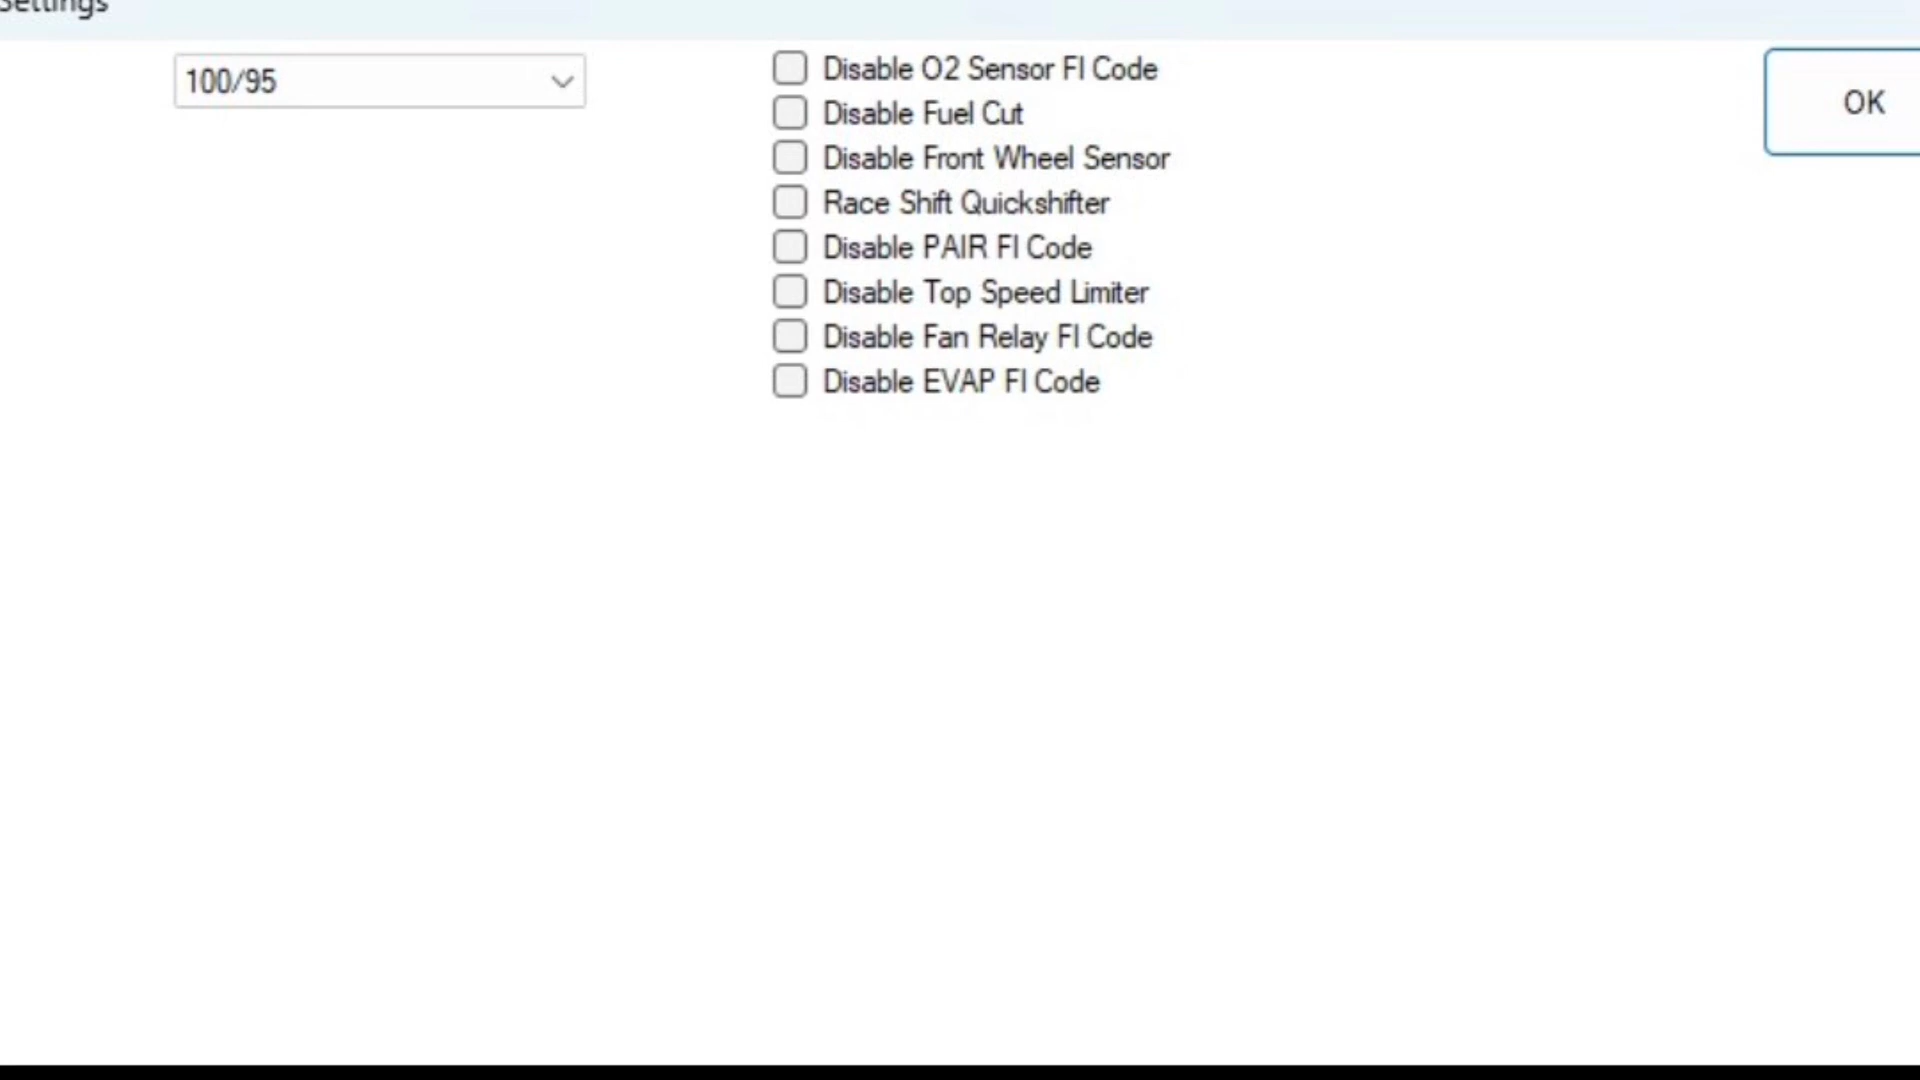 Settings
100/95
Disable O2 Sensor FI Code
Disable Fuel Cut
Disable Front Wheel Sensor
Race Shift Quickshifter
Disable PAIR FI Code
Disable Top Speed Limiter
Disable Fan Relay FI Code
Disable EVAP FI Code
OK